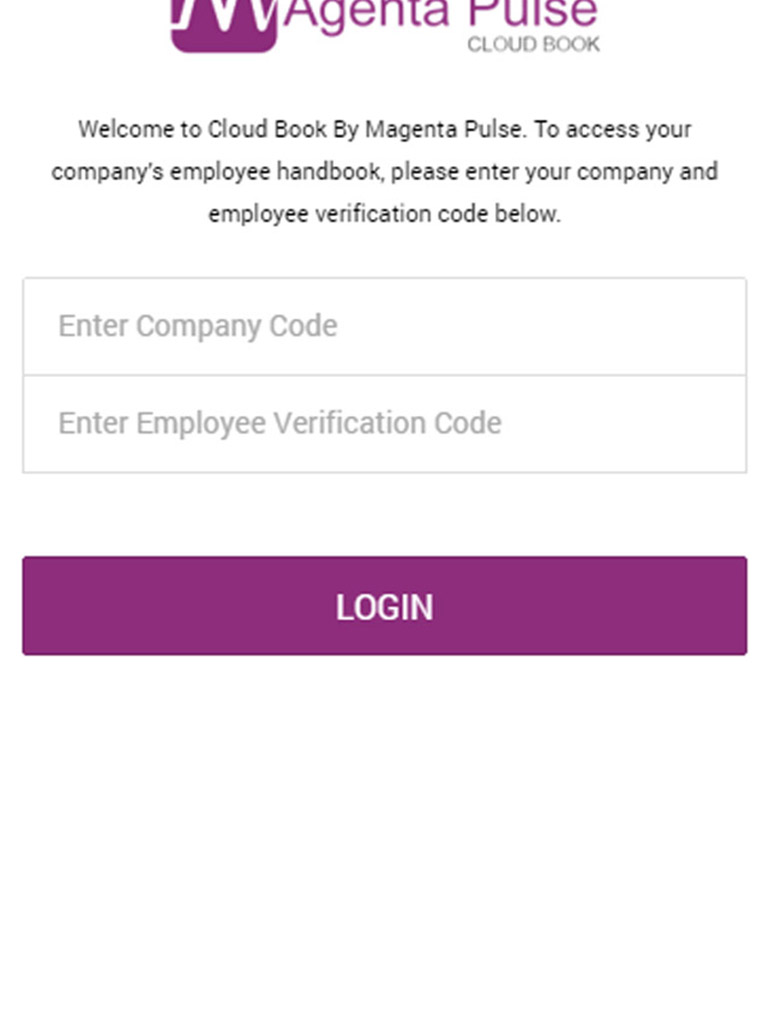 Magenta Pulse
CLOUD BOOK
Welcome to Cloud Book By Magenta Pulse. To access your
company's employee handbook, please enter your company and
employee verification code below.
Enter Company Code
Enter Employee Verification Code
LOGIN